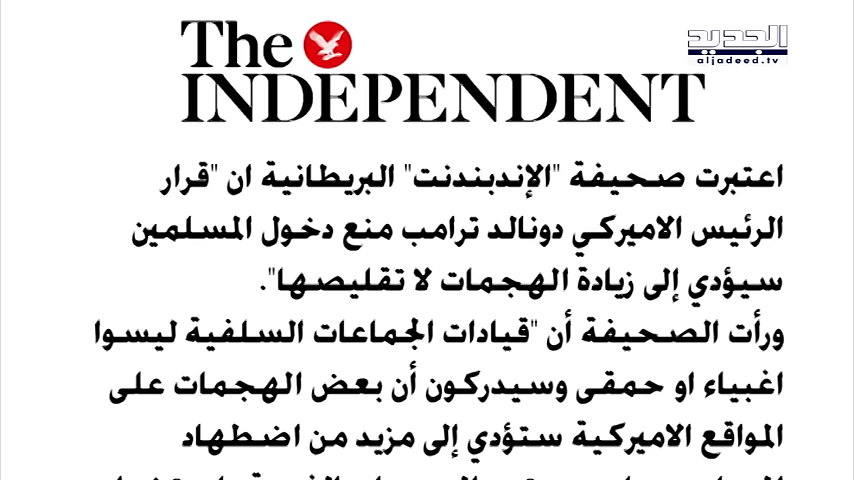 The
INDEPENDENT
الجديد
aljadeed.tv
اعتبرت صحيفة "الإندبندنت" البريطانية ان "قرار
الرئيس الاميركي دونالد ترامب منع دخول المسلمين
سيؤدي إلى زيادة الهجمات لا تقليصها".
ورأت الصحيفة أن "قيادات الجماعات السلفية ليسوا
اغبياء او حمقى وسيدركون أن بعض الهجمات على
المواقع الاميركية ستؤدي إلى مزيد من اضطهاد